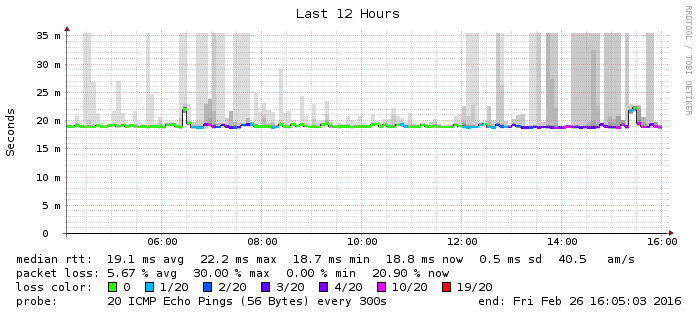 Last 12 Hours
RRDTOOL / TOBI OETIKER
Seconds
35 m
30 m
25 m
20 m
15 m
10 m
5 m
0
06:00 08:00 10:00 12:00 14:00 16:00
median rtt: 19.1 ms avg 22.2 ms max 18.7 ms min 18.8 ms now 0.5 ms sd 40.5 am/s
packet loss: 5.67 % avg 30.00 % max 0.00 % min 20.90 % now
loss color: 0 1/20 2/20 3/20 4/20 10/20 19/20
probe: 20 ICMP Echo Pings (56 Bytes) every 300s end: Fri Feb 26 16:05:03 2016